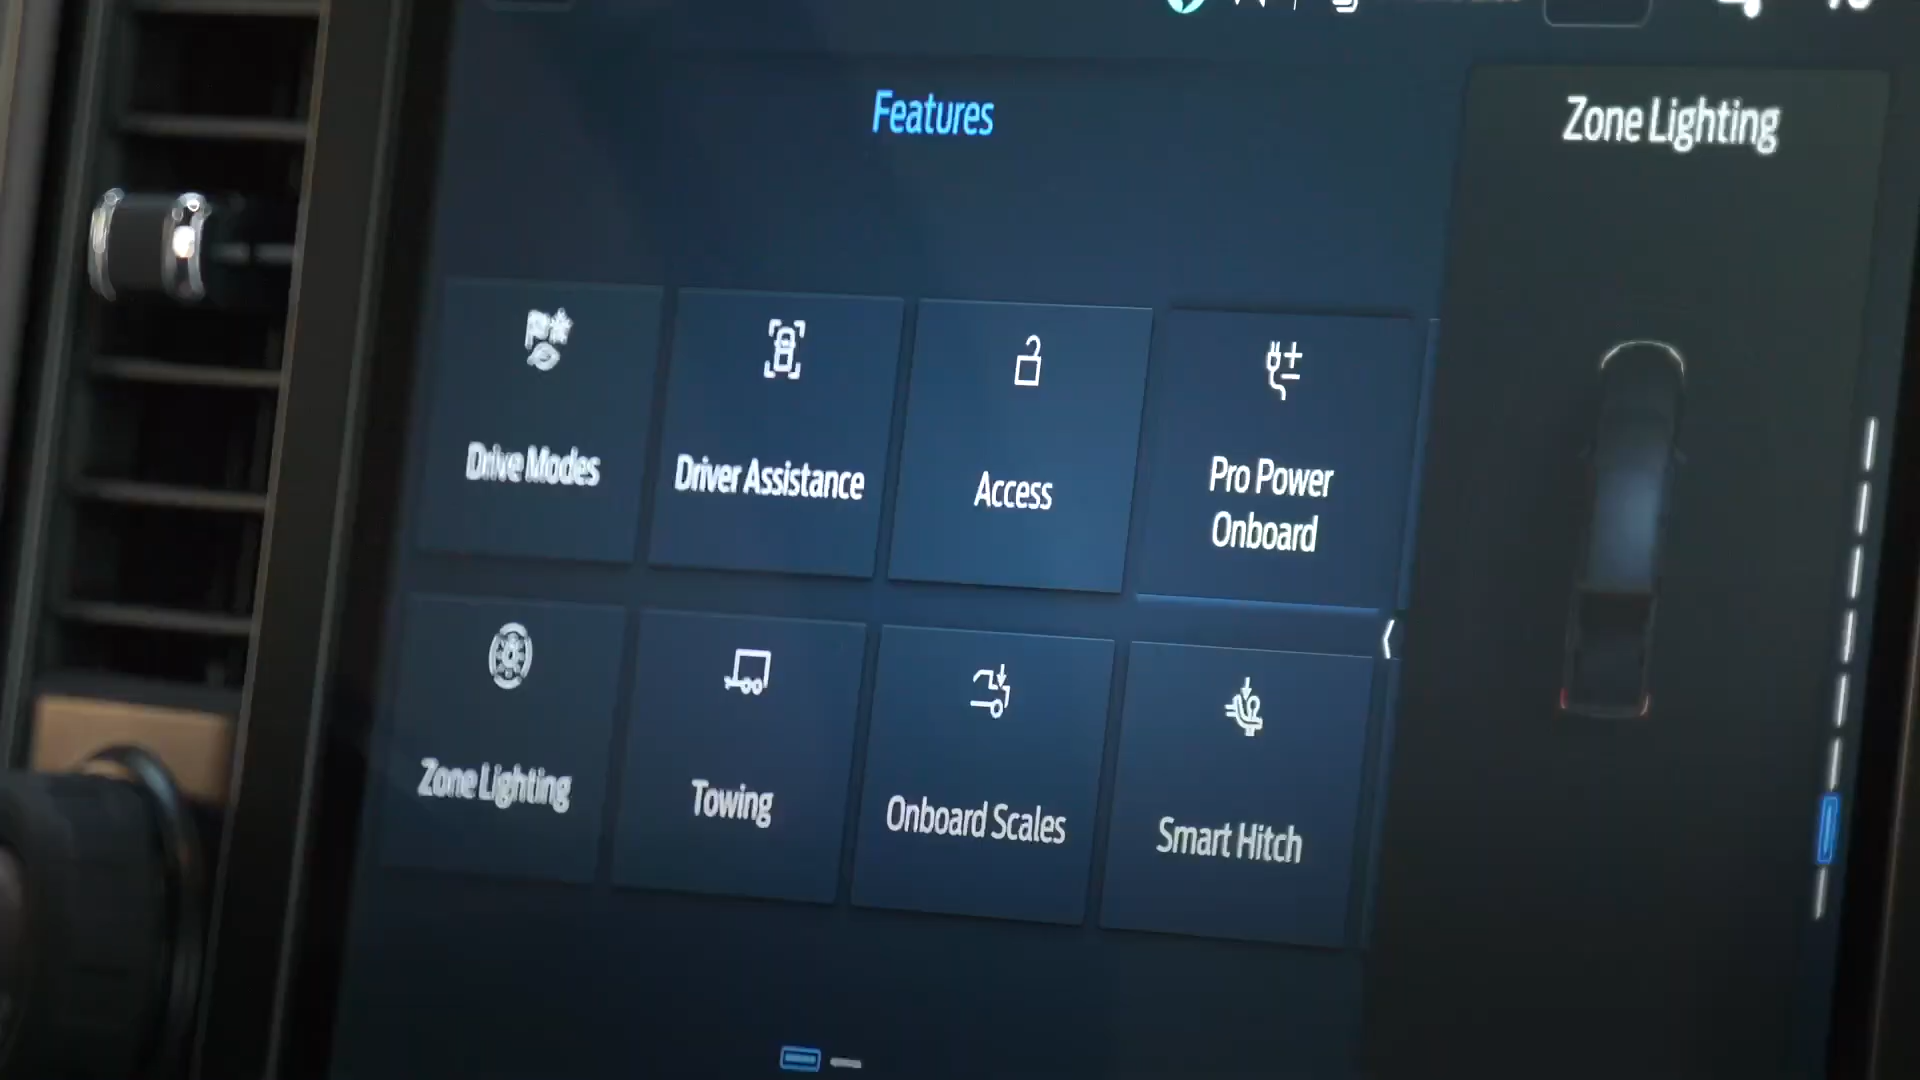 Features
Zone Lighting
Drive Modes
Driver Assistance
Access
Pro Power
Onboard
Zone Lighting
Towing
Onboard Scales
Smart Hitch